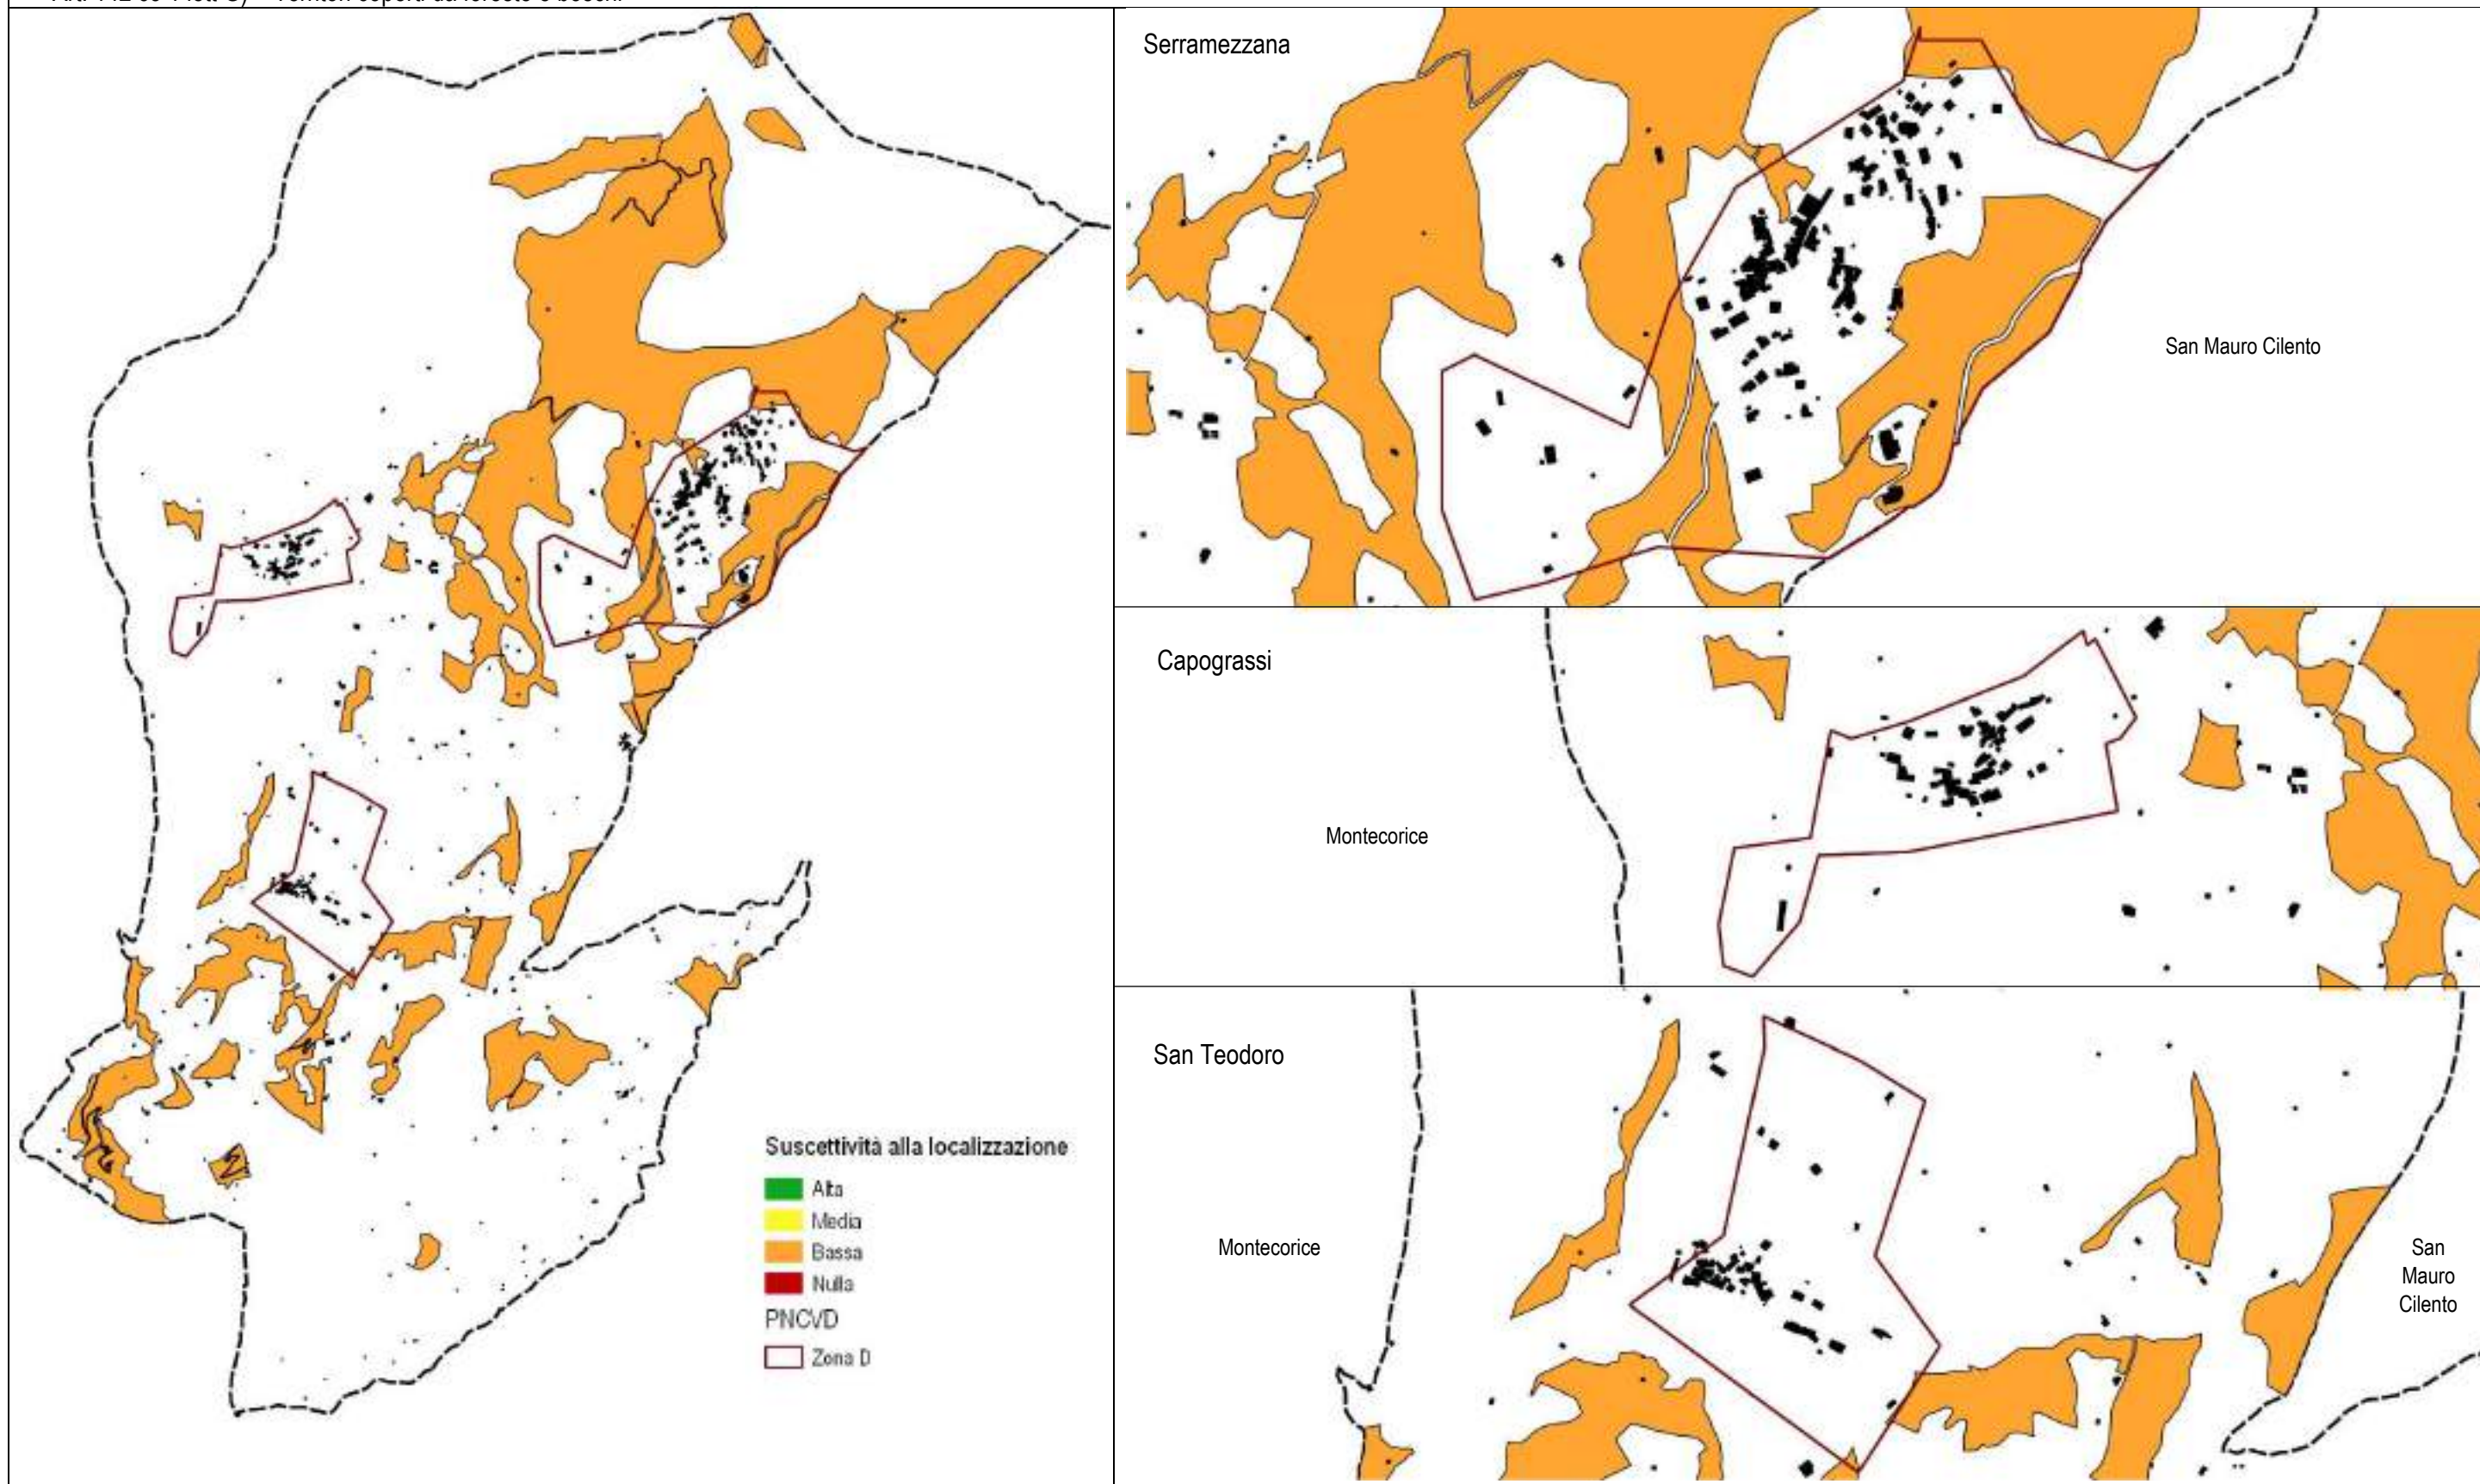 Serramezzana
San Mauro Cilento
Capograssi
Montecorice
San Teodoro
Montecorice
San
Mauro
Cilento
Suscettività alla localizzazione
Alta
Media
Bassa
Nulla
PNCVD
Zona D